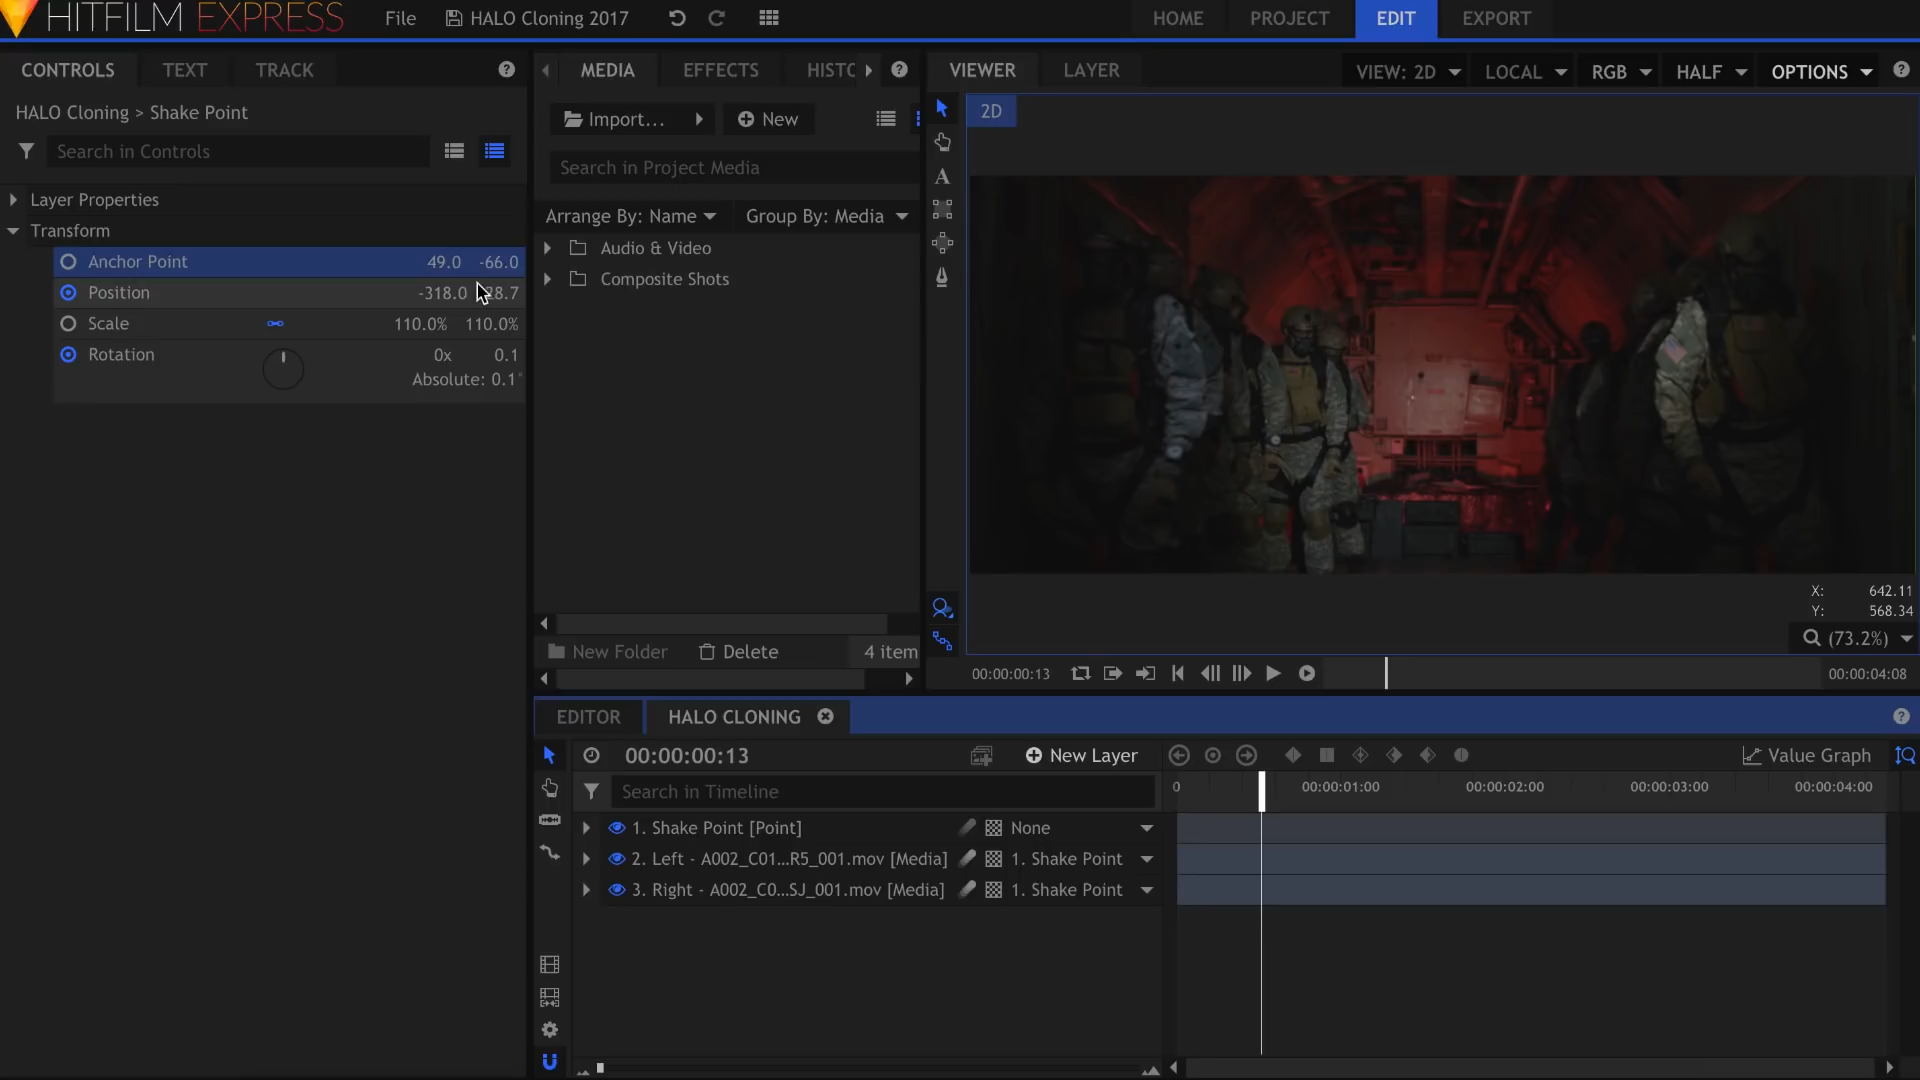 HITFILM EXPRESS
File
HALO Cloning 2017
HOME
PROJECT
EDIT
EXPORT
CONTROLS
TEXT
TRACK
HALO Cloning > Shake Point
Search in Controls
Layer Properties
Transform
Anchor Point 49.0 -66.0
Position -318.0
Scale 110.0% 110.0%
Rotation 0x 0.1
Absolute: 0.1°
MEDIA
EFFECTS
HISTO
Import...
New
Search in Project Media
Arrange By: Name
Group By: Media
Audio & Video
Composite Shots
New Folder
Delete
4 item
VIEWER
LAYER
VIEW: 2D
LOCAL
RGB
HALF
OPTIONS
2D
A
X: 642.11
Y: 568.34
(73.2%)
00:00:00:13
00:00:04:08
EDITOR
HALO CLONING
00:00:00:13
New Layer
Value Graph
Search in Timeline
0
00:00:01:00
00:00:02:00
00:00:03:00
00:00:04:00
1. Shake Point [Point] None
2. Left - A002_C01...R5_001.mov [Media] 1. Shake Point
3. Right - A002_C0...SJ_001.mov [Media] 1. Shake Point